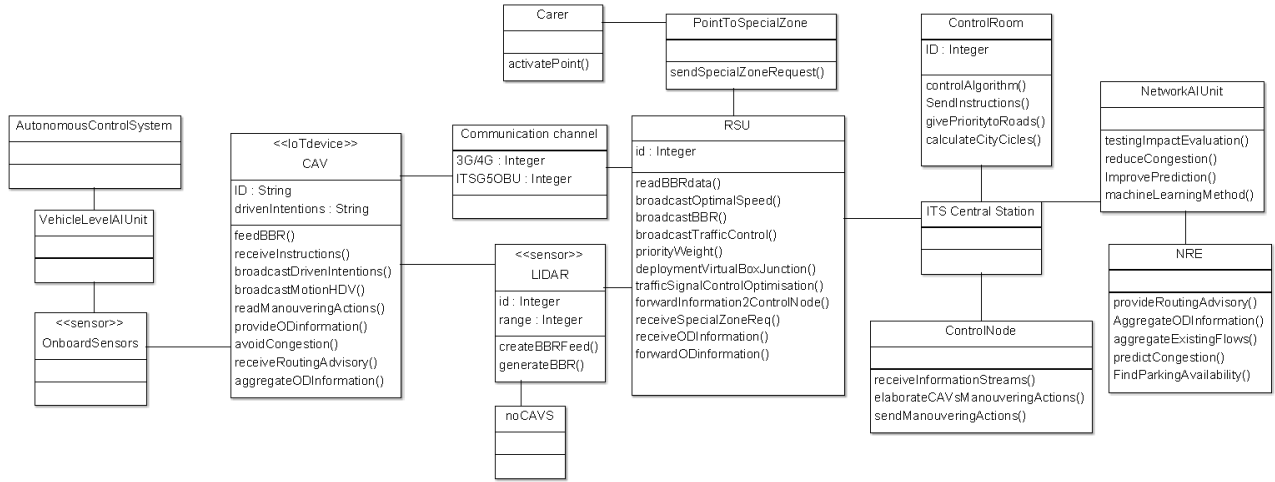 Carer
activatePoint()
PointToSpecialZone
sendSpecialZoneRequest()
ControlRoom
ID : Integer
controlAlgorithm()
SendInstructions()
givePrioritytoRoads()
calculateCityCicles()
NetworkAIUnit
testingImpactEvaluation()
reduceCongestion()
ImprovePrediction()
machineLearningMethod()
AutonomousControlSystem
VehicleLevelAIUnit
<<sensor>>
OnboardSensors
<<IoTdevice>>
CAV
ID : String
drivenIntentions : String
feedBBR()
receiveInstructions()
broadcastDrivenIntentions()
broadcastMotionHDV()
readManouveringActions()
provideODinformation()
avoidCongestion()
receiveRoutingAdvisory()
aggregateODInformation()
Communication channel
3G/4G : Integer
ITSG5OBU : Integer
<<sensor>>
LIDAR
id : Integer
range : Integer
createBBRFeed()
generateBBR()
noCAVS
RSU
id : Integer
readBBRdata()
broadcastOptimalSpeed()
broadcastBBR()
broadcastTrafficControl()
priorityWeight()
deploymentVirtualBoxJunction()
trafficSignalControlOptimisation()
forwardInformation2ControlNode()
receiveSpecialZoneReq()
receiveODInformation()
forwardODinformation()
ITS Central Station
ControlNode
receiveInformationStreams()
elaborateCAVsManouveringActions()
sendManouveringActions()
NRE
provideRoutingAdvisory()
AggregateODInformation()
aggregateExistingFlows()
predictCongestion()
FindParkingAvailability()